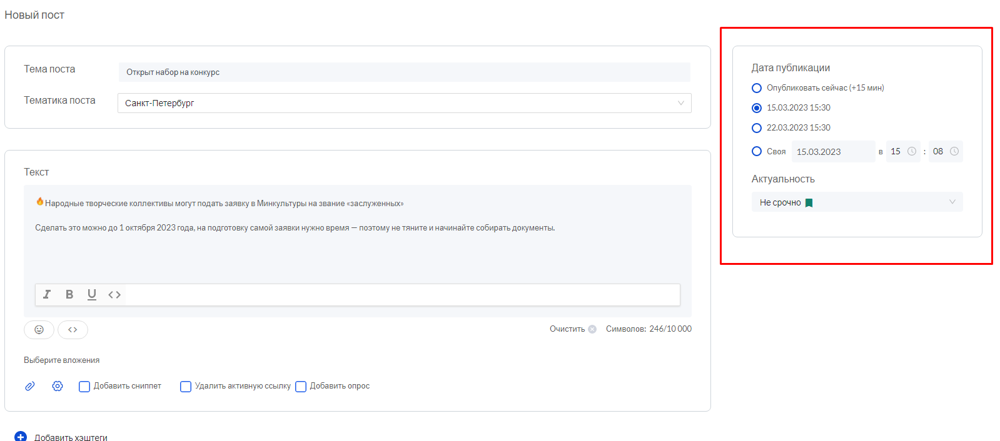 Новый пост
Тема поста
Открыт набор на конкурс
Тематика поста
Санкт-Петербург
Текст
Народные творческие коллективы могут подать заявку в Минкультуры на звание «заслуженных»
Сделать это можно до 1 октября 2023 года, на подготовку самой заявки нужно время — поэтому не тяните и начинайте собирать документы.
I B U <>
<>
Очистить Символов: 246/10 000
Выберите вложения
Добавить сниппет Удалить активную ссылку Добавить опрос
Добавить хэштеги
Дата публикации
Опубликовать сейчас (+15 мин)
15.03.2023 15:30
22.03.2023 15:30
Своя 15.03.2023 в 15 : 08
Актуальность
Не срочно